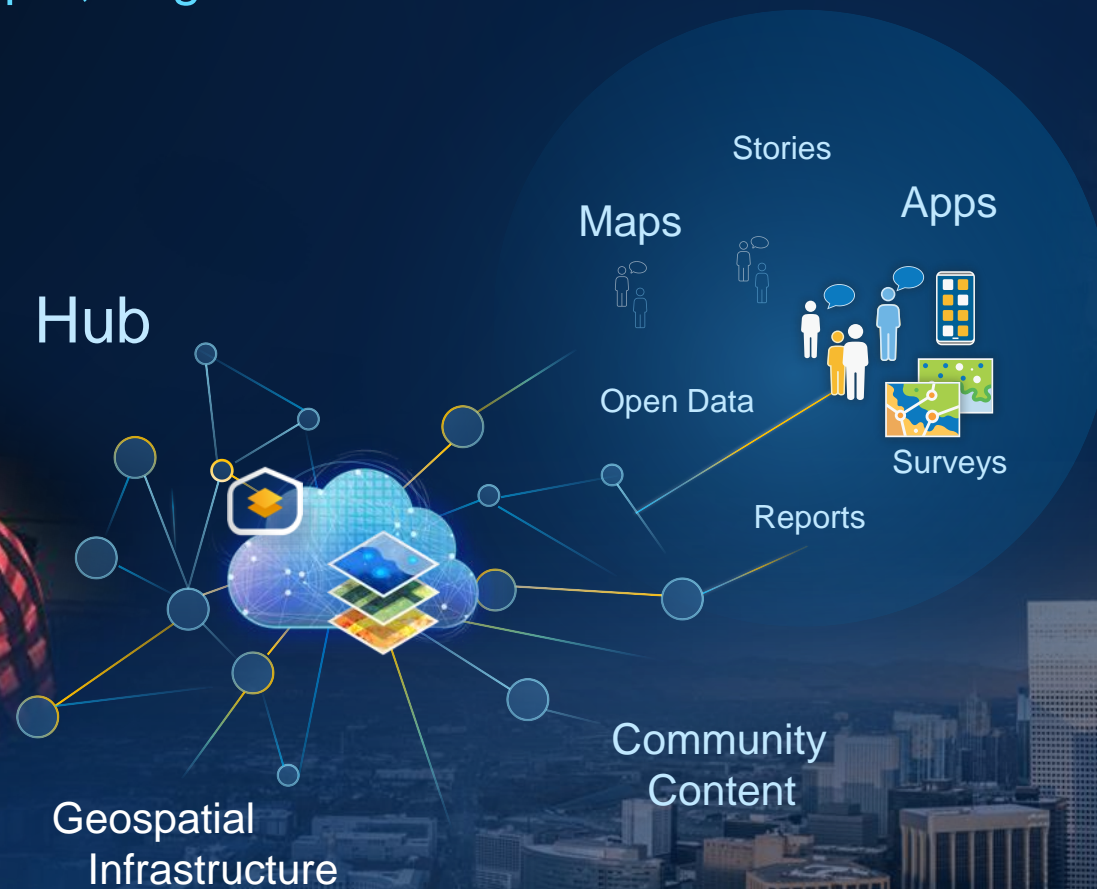 Stories
Apps
Maps
Hub
Open Data
Surveys
Reports
Community
Content
Geospatial
Infrastructure